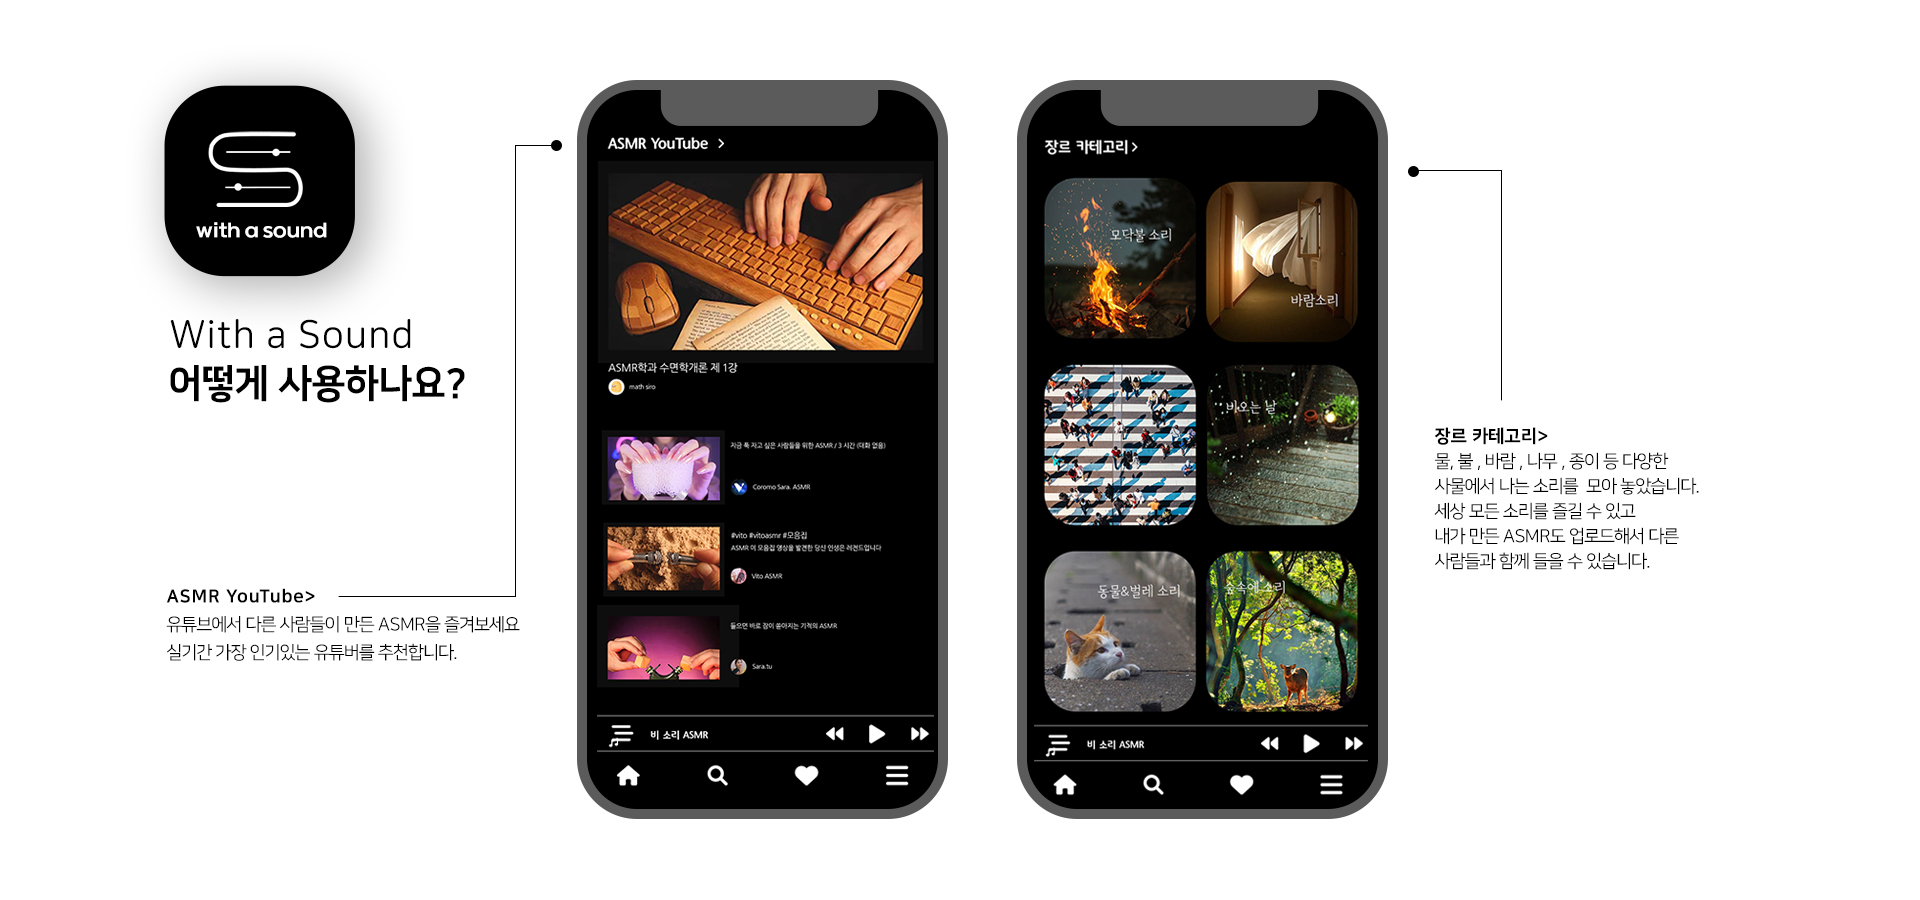 with a sound
With a Sound
어떻게 사용하나요?
ASMR YouTube>
유튜브에서 다른 사람들이 만든 ASMR을 즐겨보세요
실기간 가장 인기있는 유튜버를 추천합니다.
ASMR YouTube >
ASMR학과 수면학개론 제 1강
math siro
지금 푹 자고 싶은 사람들을 위한 ASMR / 3 시간 (대화 없음)
Coromo Sara. ASMR
#vito #vitoasmr #모음집
ASMR 이 모음집 영상을 발견한 당신 인생은 레전드입니다
Vito ASMR
들으면 바로 잠이 쏟아지는 기적의 ASMR
Sara.tu
비 소리 ASMR
장르 카테고리>
모닥불 소리
바람소리
비오는 날
동물&벌레 소리
숲속에 소리
비 소리 ASMR
장르 카테고리>
물, 불 , 바람 , 나무 , 종이 등 다양한
사물에서 나는 소리를 모아 놓았습니다.
세상 모든 소리를 즐길 수 있고
내가 만든 ASMR도 업로드해서 다른
사람들과 함께 들을 수 있습니다.